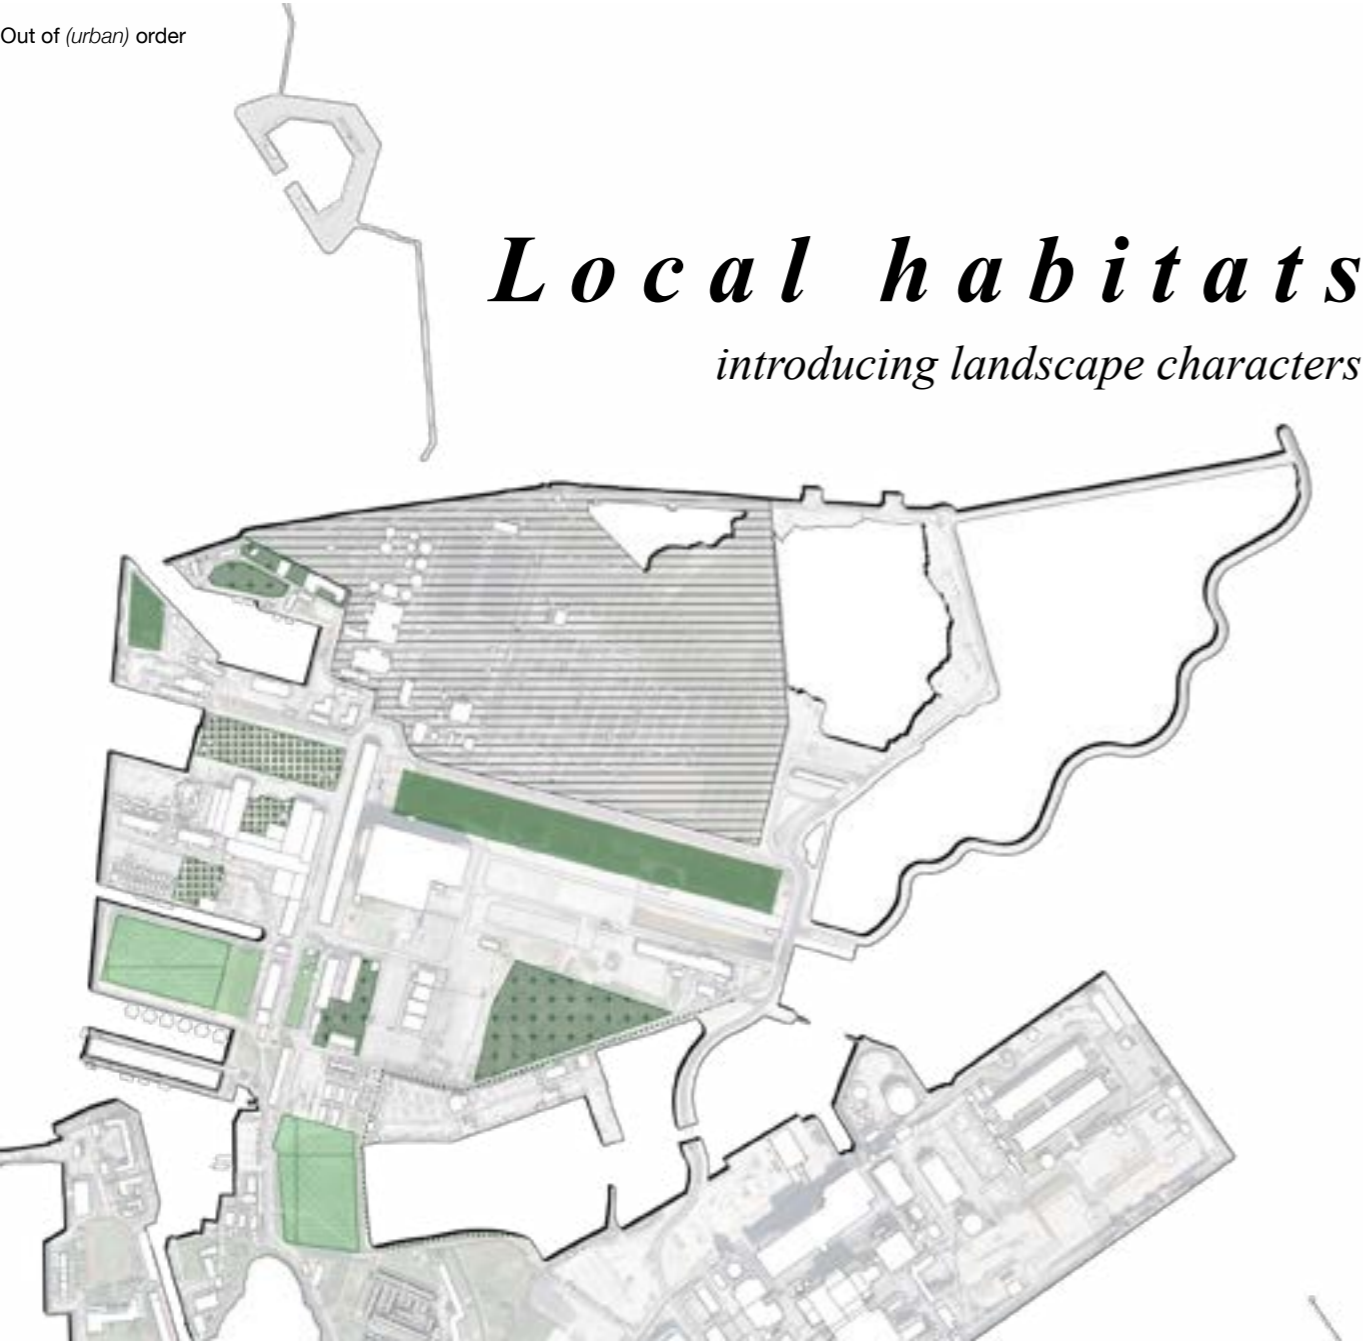 Out of (urban) order
Local habitats
introducing landscape characters